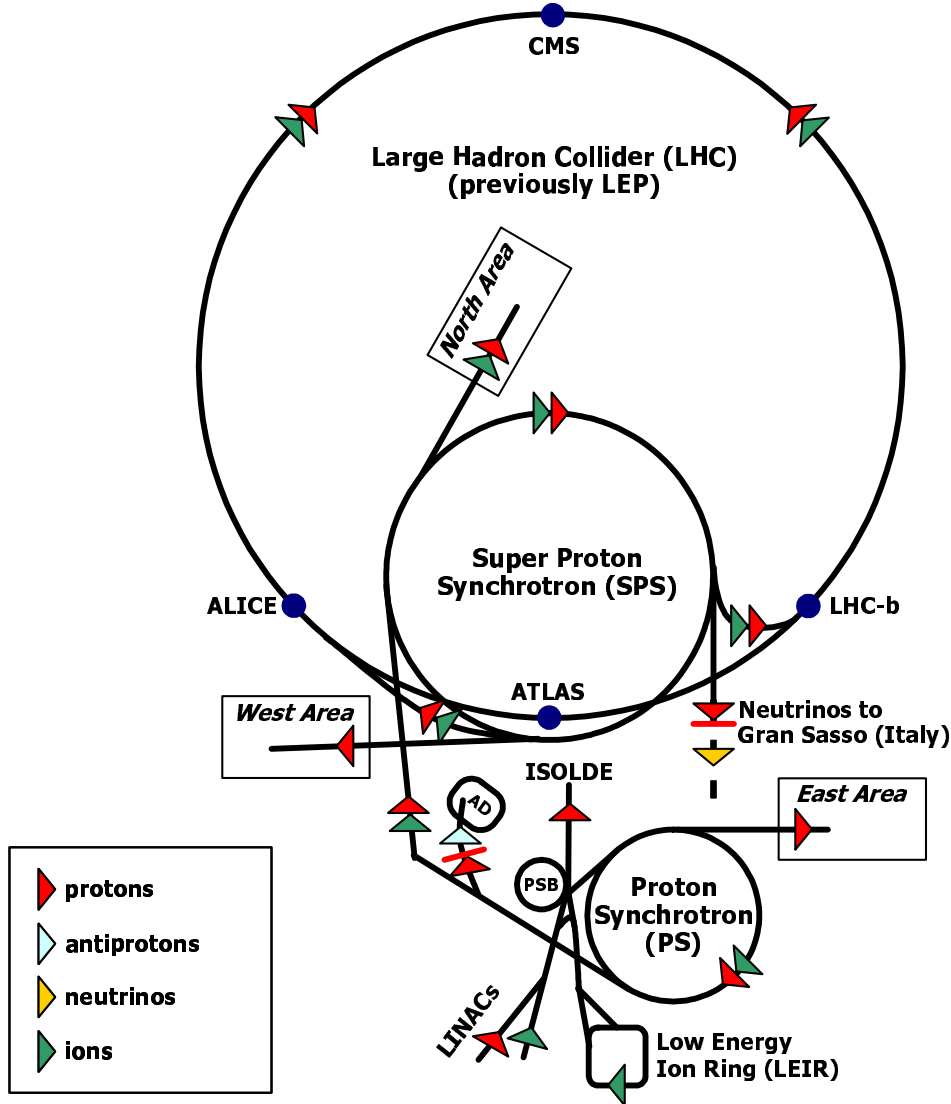 CMS
Large Hadron Collider (LHC)
(previously LEP)
North Area
Super Proton
Synchrotron (SPS)
ALICE
LHC-b
ATLAS
West Area
Neutrinos to
Gran Sasso (Italy)
ISOLDE
East Area
AD
PSB
Proton
Synchrotron
(PS)
protons
antiprotons
neutrinos
ions
LINACs
Low Energy
Ion Ring (LEIR)